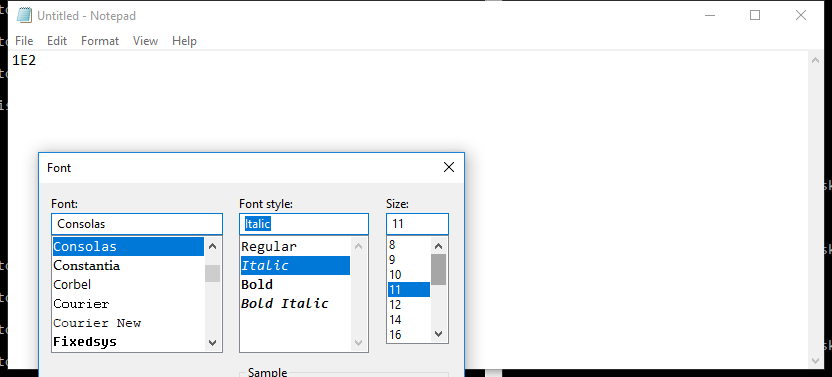 Untitled - Notepad
File Edit Format View Help
1E2
Font
Font: Font style: Size:
Consolas Italic 11
Consolas Regular 8
Constantia Italic 9
Corbel Bold 10
Courier Bold Italic 11
Courier New 12
Fixedsys 14
16
Sample